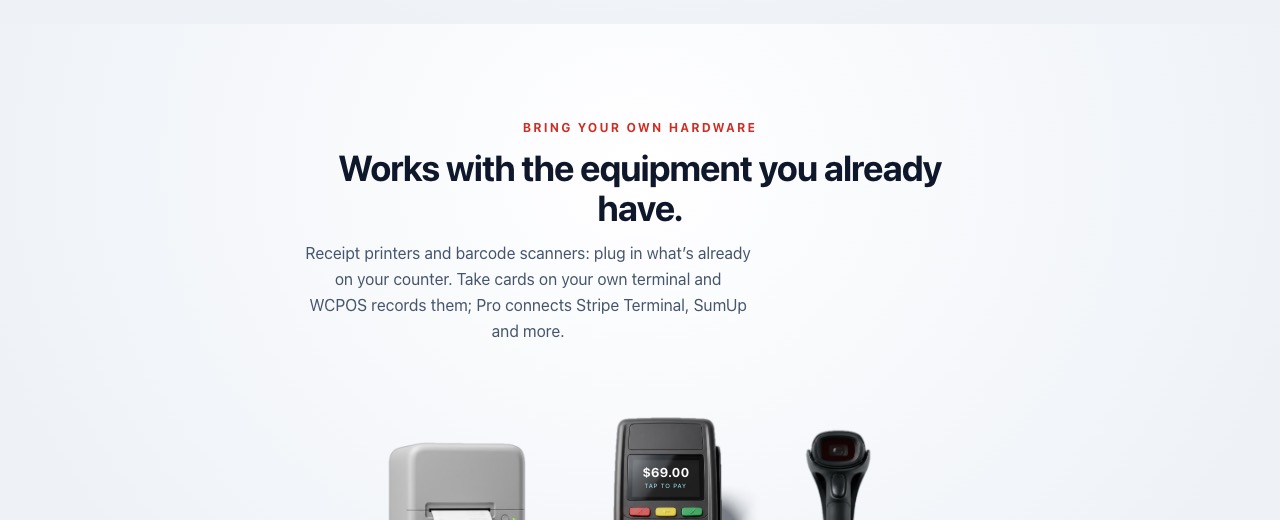 BRING YOUR OWN HARDWARE
Works with the equipment you already
have.
Receipt printers and barcode scanners: plug in what’s already
on your counter. Take cards on your own terminal and
WCPOS records them; Pro connects Stripe Terminal, SumUp
and more.
$69.00
TAP TO PAY